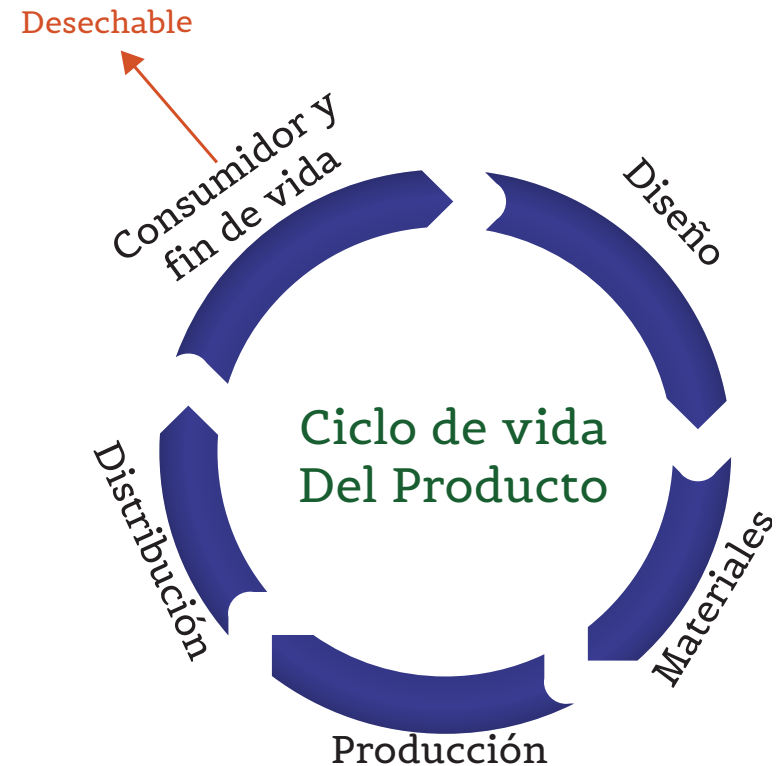 Desechable
Consumidor y
fin de vida
Diseño
Ciclo de vida
Del Producto
Distribución
Materiales
Producción